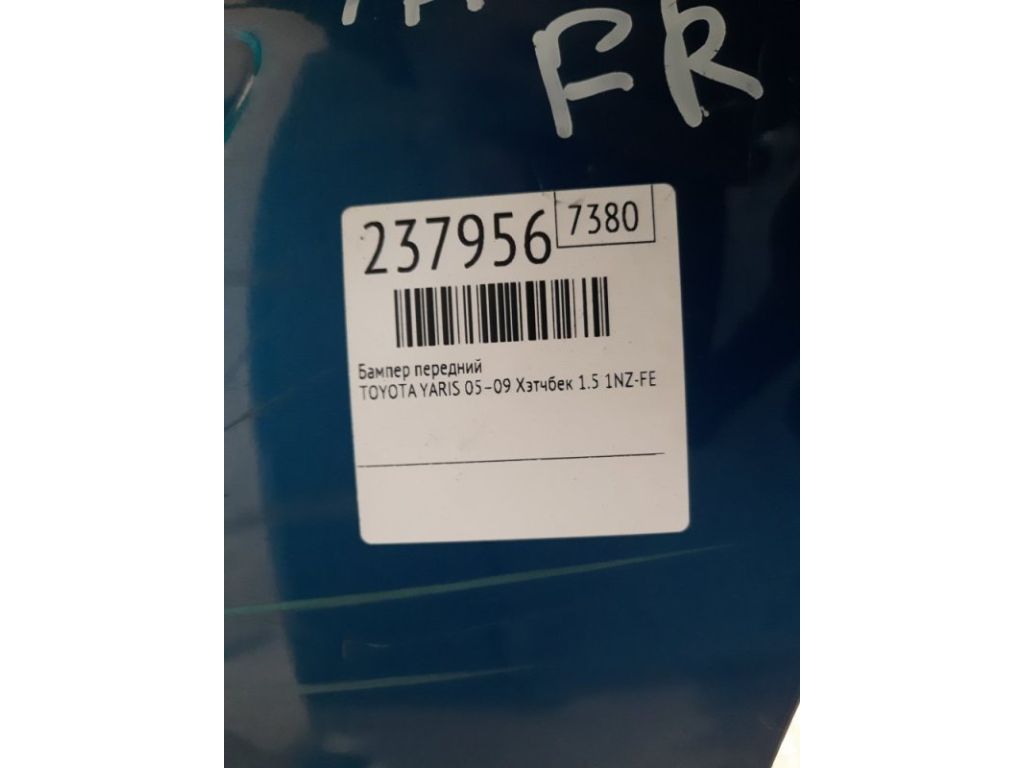 FR
237956 7380
Бампер передний
TOYOTA YARIS 05-09 Хэтчбек 1.5 1NZ-FE